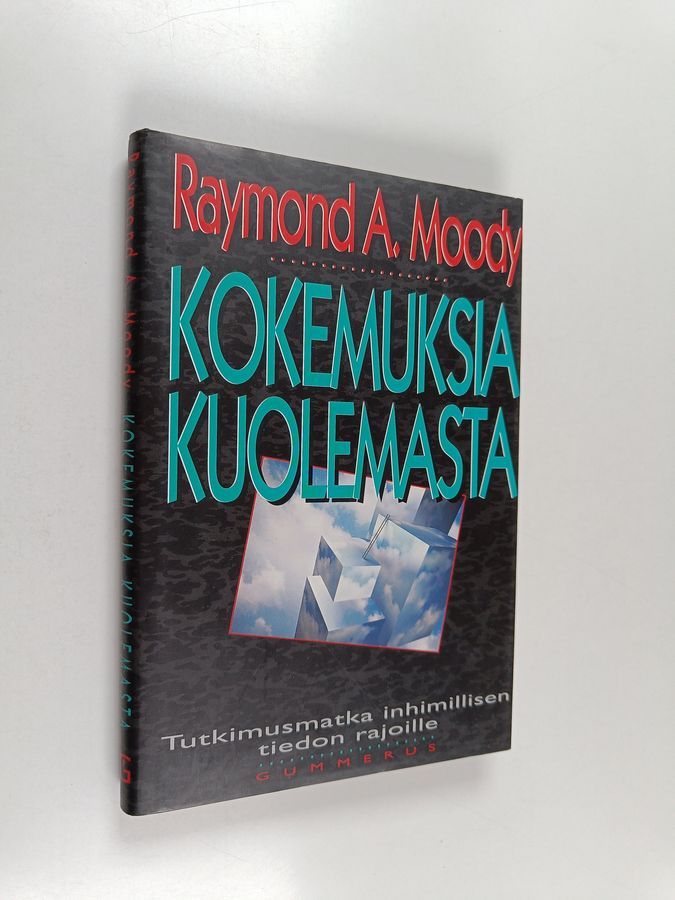 Raymond A. Moody
KOKEMUKSIA
KUOLEMASTA
Tutkimusmatka inhimillisen
tiedon rajoille
GUMMERUS
Raymond A. Moody KOKEMUKSIA KUOLEMASTA